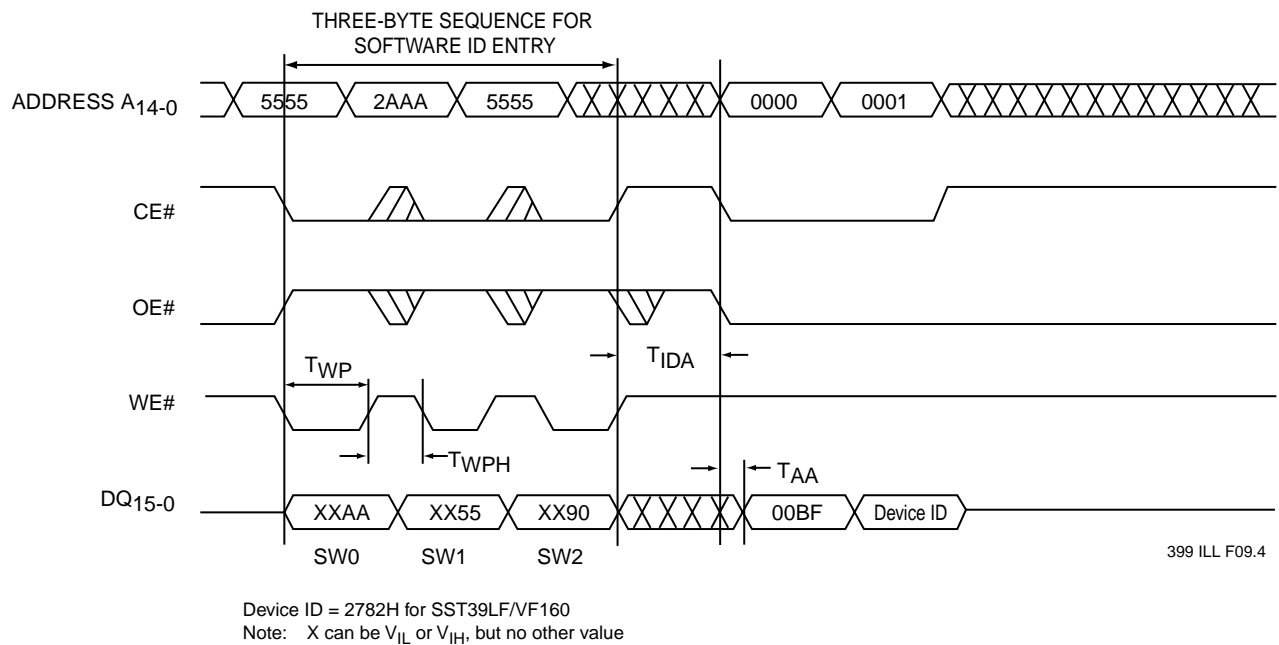 THREE-BYTE SEQUENCE FOR
SOFTWARE ID ENTRY
ADDRESS A14-0
5555 2AAA 5555 0000 0001
CE#
OE#
TWP
TIDA
WE#
TWPH
TAA
DQ15-0
XXAA XX55 XX90 00BF Device ID
SW0 SW1 SW2
399 ILL F09.4
Device ID = 2782H for SST39LF/VF160
Note: X can be VIL or VIH, but no other value